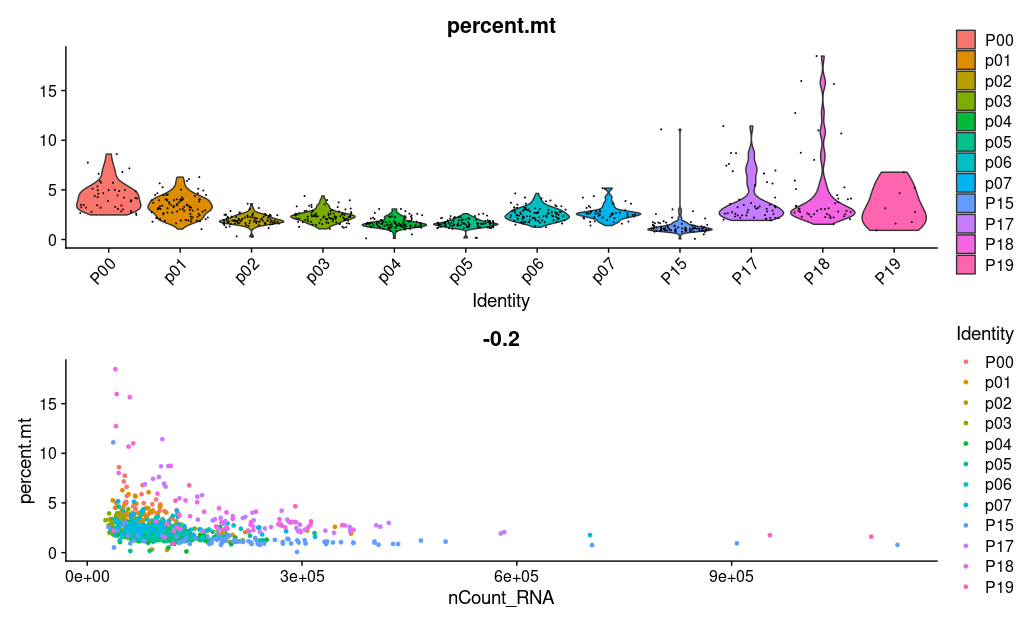 percent.mt
15
10
5
0
P00
p01
p02
p03
p04
p05
p06
p07
P15
P17
P18
P19
Identity
P00
p01
p02
p03
p04
p05
p06
p07
P15
P17
P18
P19
-0.2
percent.mt
15
10
5
0
0e+00
3e+05
6e+05
9e+05
nCount_RNA
Identity
P00
p01
p02
p03
p04
p05
p06
p07
P15
P17
P18
P19